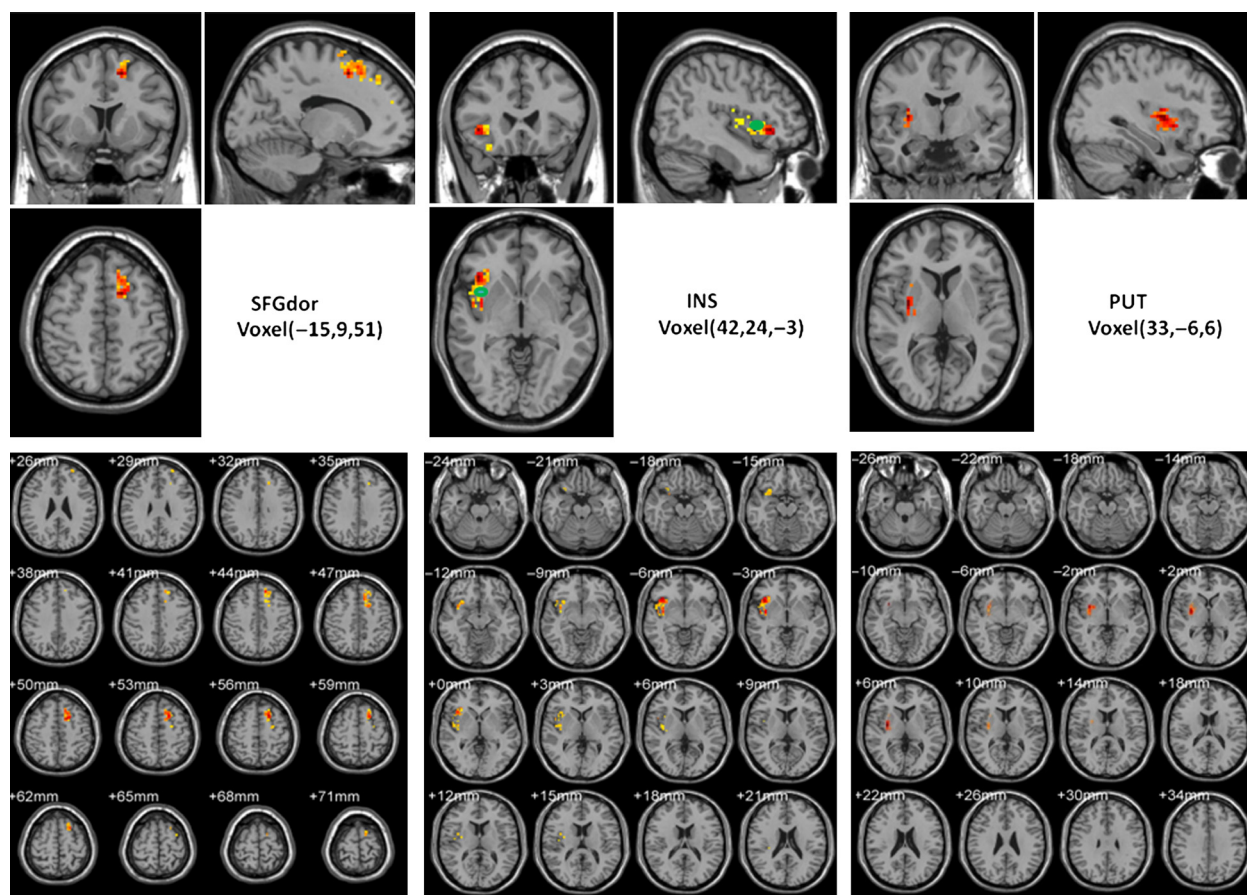 SFGdor
Voxel(−15,9,51)
INS
Voxel(42,24,−3)
PUT
Voxel(33,−6,6)
+26mm +29mm +32mm +35mm
+38mm +41mm +44mm +47mm
+50mm +53mm +56mm +59mm
+62mm +65mm +68mm +71mm
−24mm −21mm −18mm −15mm
−12mm −9mm −6mm −3mm
+0mm +3mm +6mm +9mm
+12mm +15mm +18mm +21mm
−26mm −22mm −18mm −14mm
−10mm −6mm −2mm +2mm
+6mm +10mm +14mm +18mm
+22mm +26mm +30mm +34mm